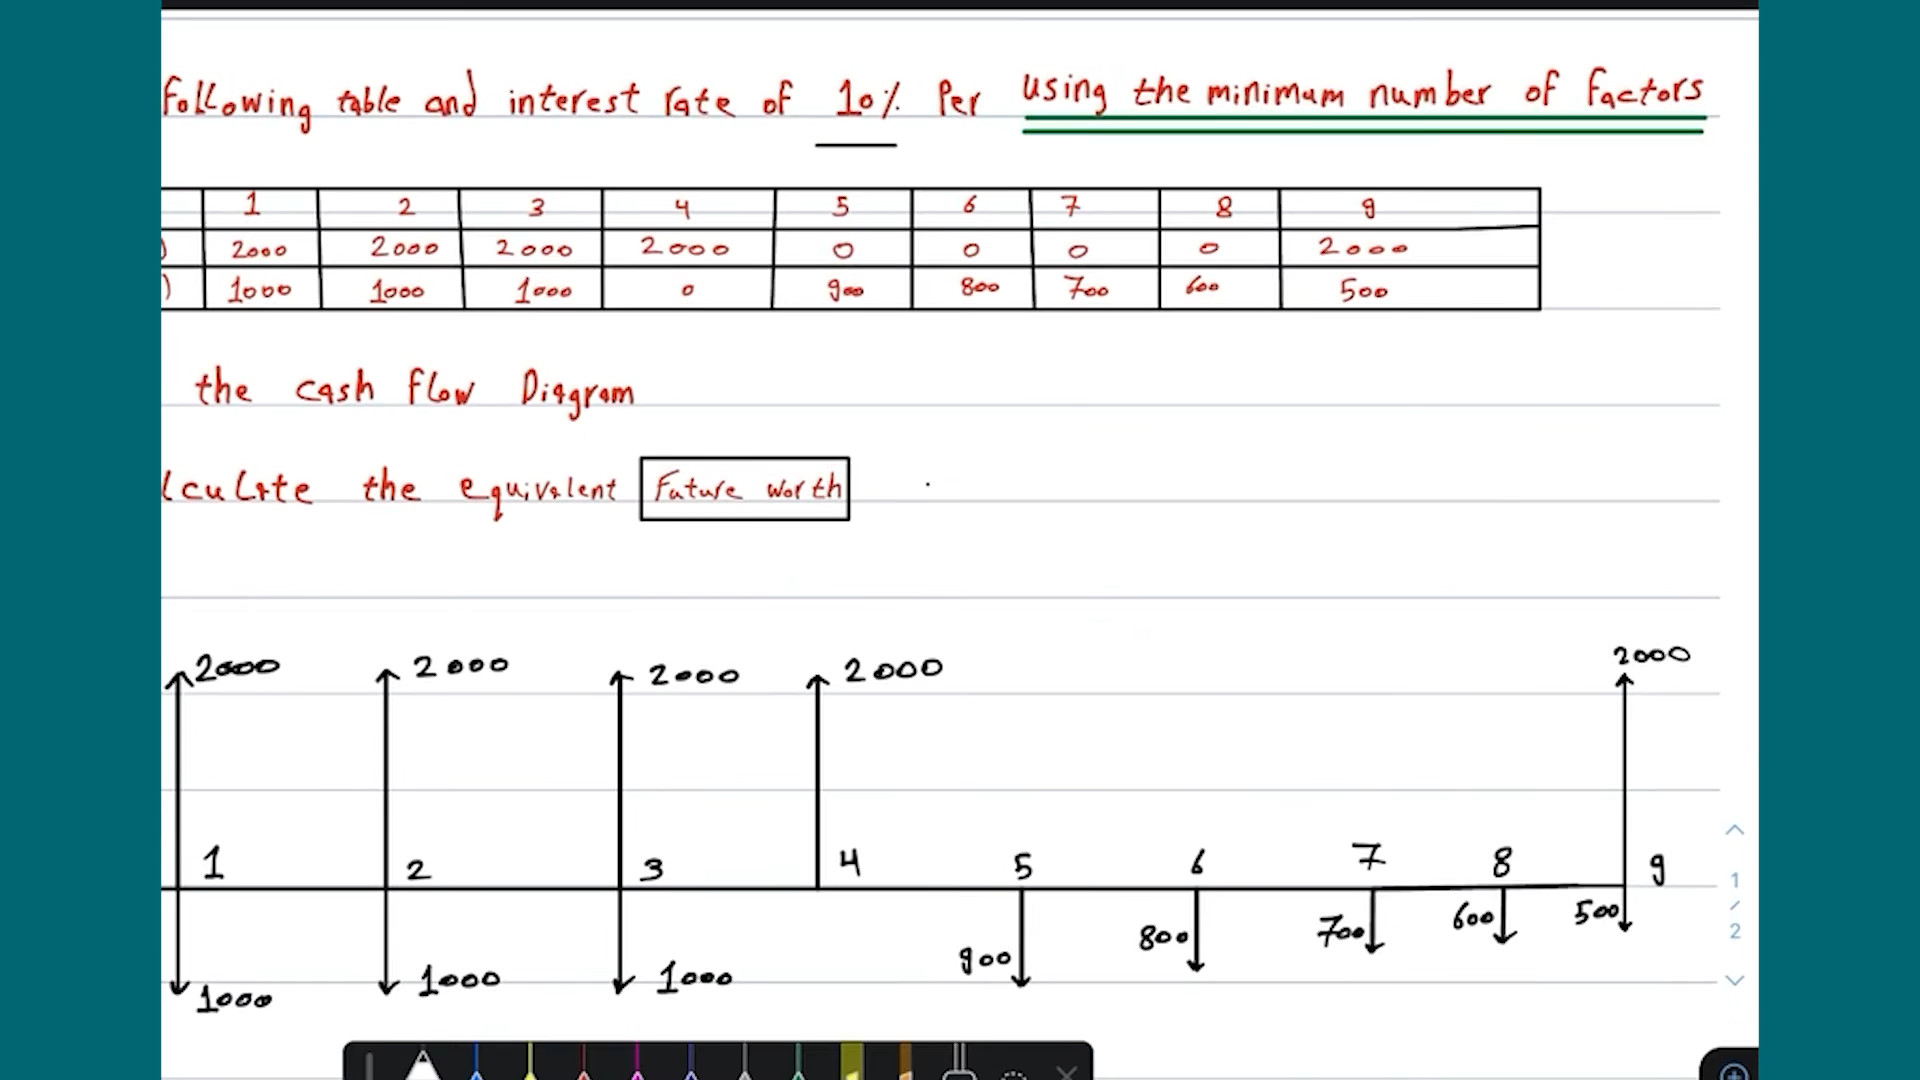 following table and interest rate of 10% Per using the minimum number of factors
1 2 3 4 5 6 7 8 9
) 2000 2000 2000 2000 0 0 0 0 2000
) 1000 1000 1000 0 900 800 700 600 500
the cash flow Diagram
lculate the equivalent Future worth
2000 2000 2000 2000 2000
1 2 3 4 5 6 7 8 9
1000 1000 1000 900 800 700 600 500
1
/
2